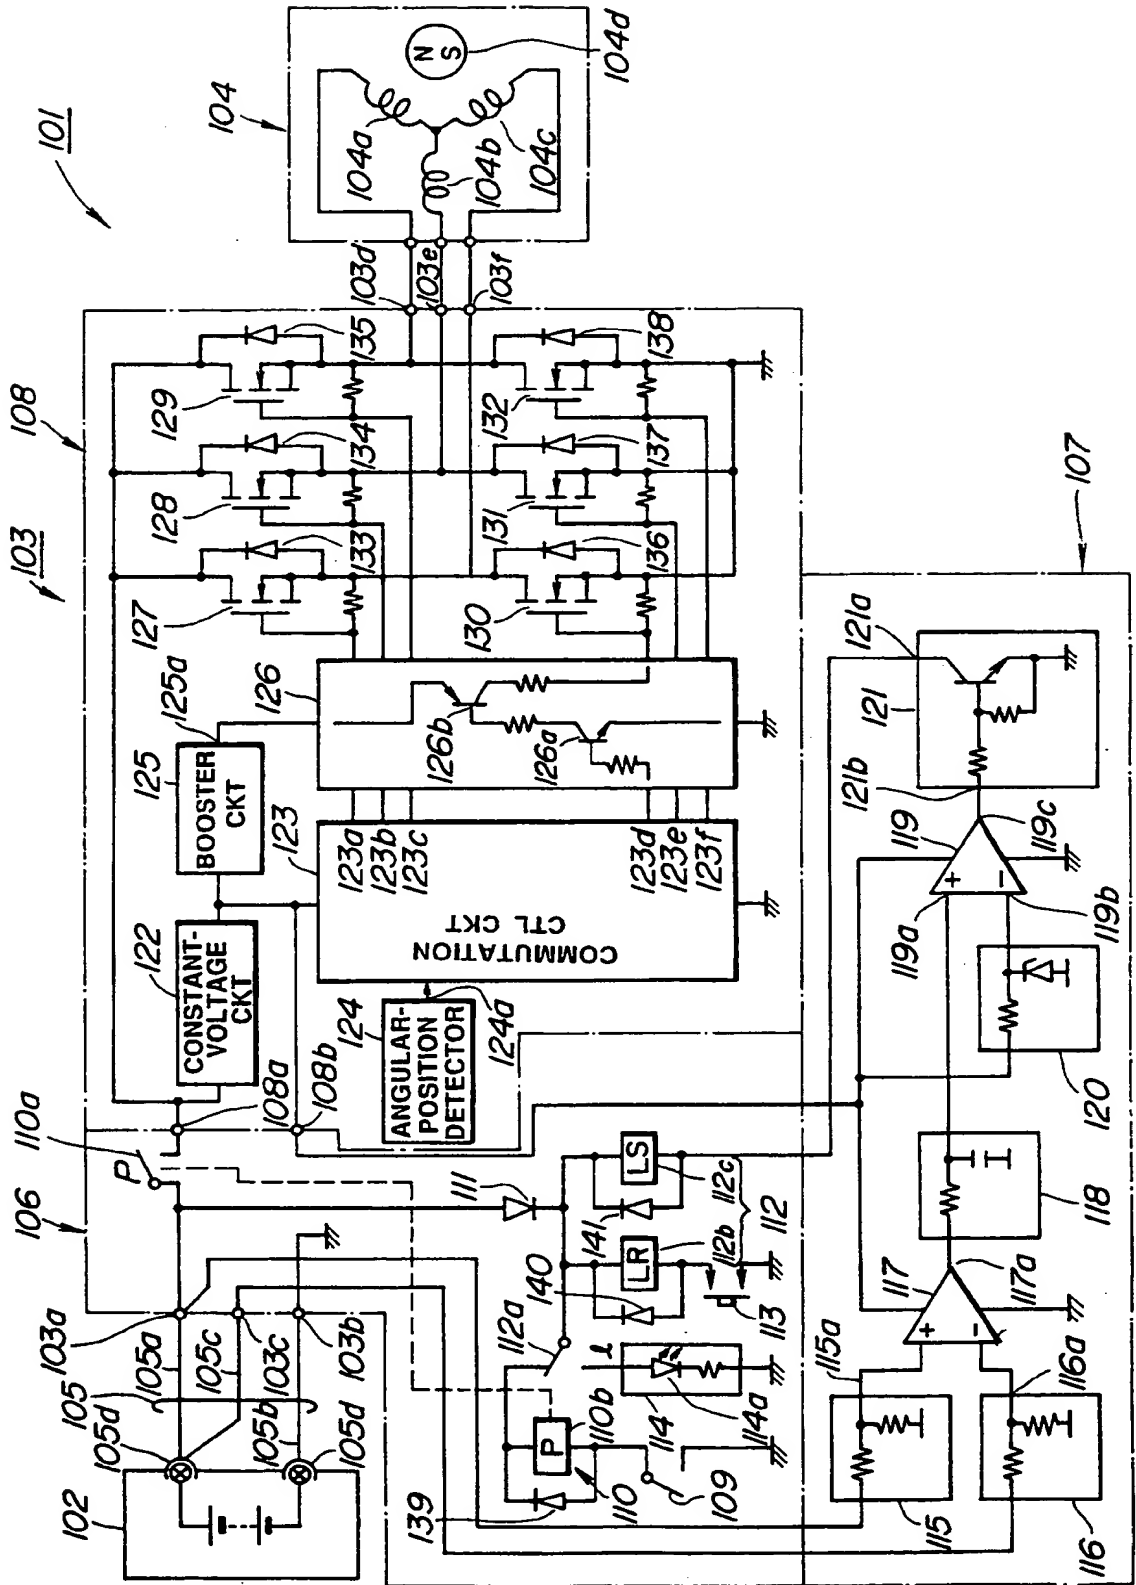 101
104
104a
104b
104c
104d
N
S
103
108
103d
103e
103f
135
138
129
132
134
137
128
131
133
136
127
130
125a
126
126b
126a
125
BOOSTER
CKT
123
123a
123b
123c
123d
123e
123f
COMMUTATION
CTL CKT
122
CONSTANT-
VOLTAGE
CKT
124
ANGULAR-
POSITION
DETECTOR
124a
108a
108b
110a
P
106
111
LS
112c
141
LR
112b
112
140
113
112a
l
114
114a
P
110b
110
109
139
103a
105a
105c
103c
103b
105
105d
105b
105d
102
107
121a
121
121b
119
119c
+
−
119a
119b
120
118
117
117a
+
−
115a
116a
115
116